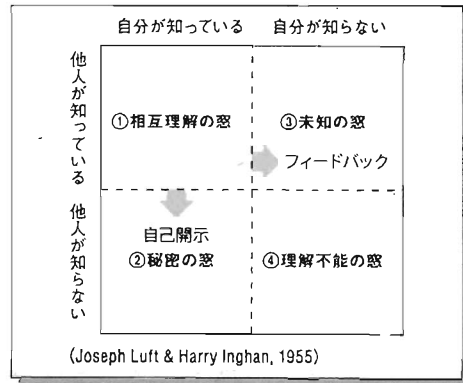 自分が知っている 自分が知らない
他人が知っている
①相互理解の窓 ③未知の窓
フィードバック
他人が知らない
自己開示
②秘密の窓 ④理解不能の窓
(Joseph Luft & Harry Inghan, 1955)